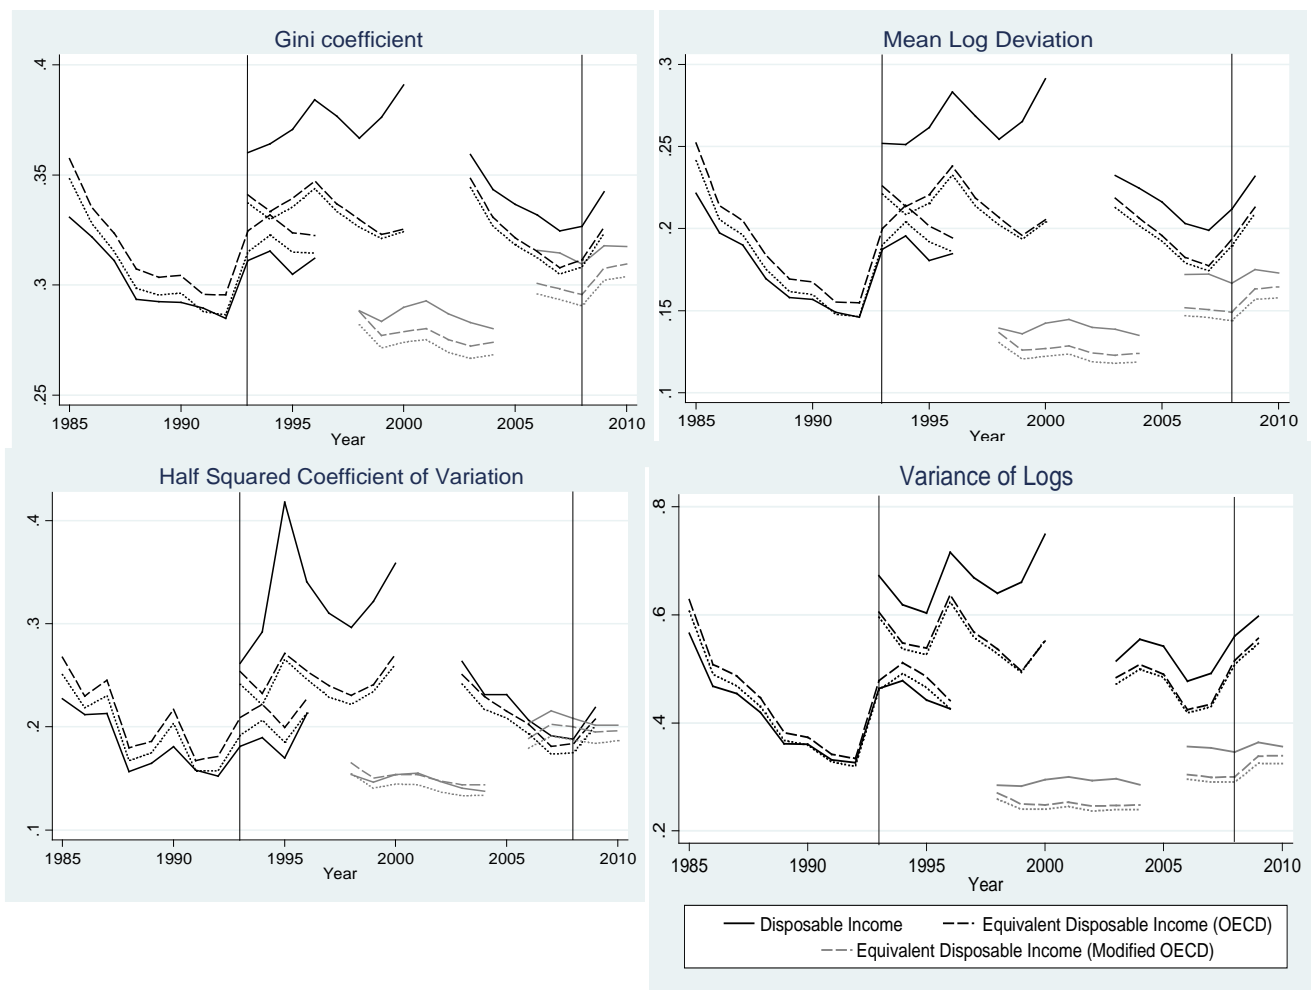 Gini coefficient
.4
.35
.3
.25
1985 1990 1995 2000 2005 2010
Year
Mean Log Deviation
.3
.25
.2
.15
.1
1985 1990 1995 2000 2005 2010
Year
Half Squared Coefficient of Variation
.4
.3
.2
.1
1985 1990 1995 2000 2005 2010
Year
Variance of Logs
.8
.6
.4
.2
1985 1990 1995 2000 2005 2010
Year
Disposable Income Equivalent Disposable Income (OECD)
Equivalent Disposable Income (Modified OECD)